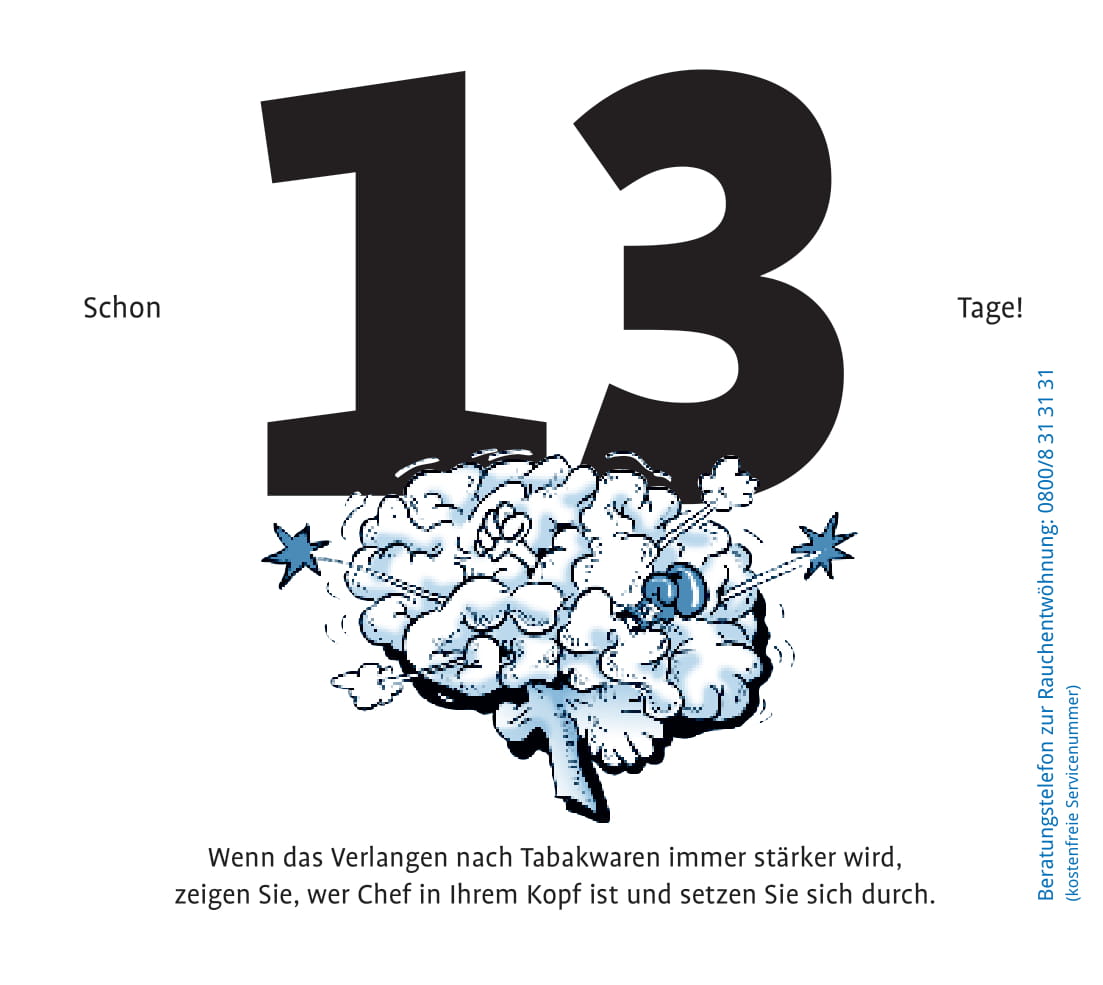 Schon
13
Tage!
Wenn das Verlangen nach Tabakwaren immer stärker wird,
zeigen Sie, wer Chef in Ihrem Kopf ist und setzen Sie sich durch.
Beratungstelefon zur Rauchentwöhnung: 0800/8 31 31 31
(kostenfreie Servicenummer)